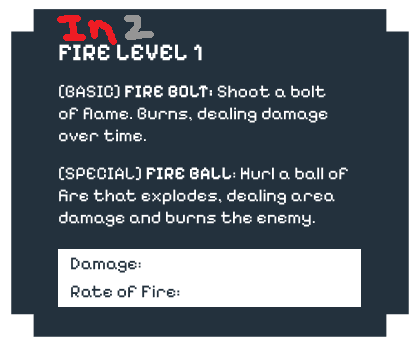 In 2
FIRE LEVEL 1
(BASIC) FIRE BOLT: Shoot a bolt
of flame. Burns, dealing damage
over time.
(SPECIAL) FIRE BALL: Hurl a ball of
fire that explodes, dealing area
damage and burns the enemy.
Damage:
Rate of Fire: